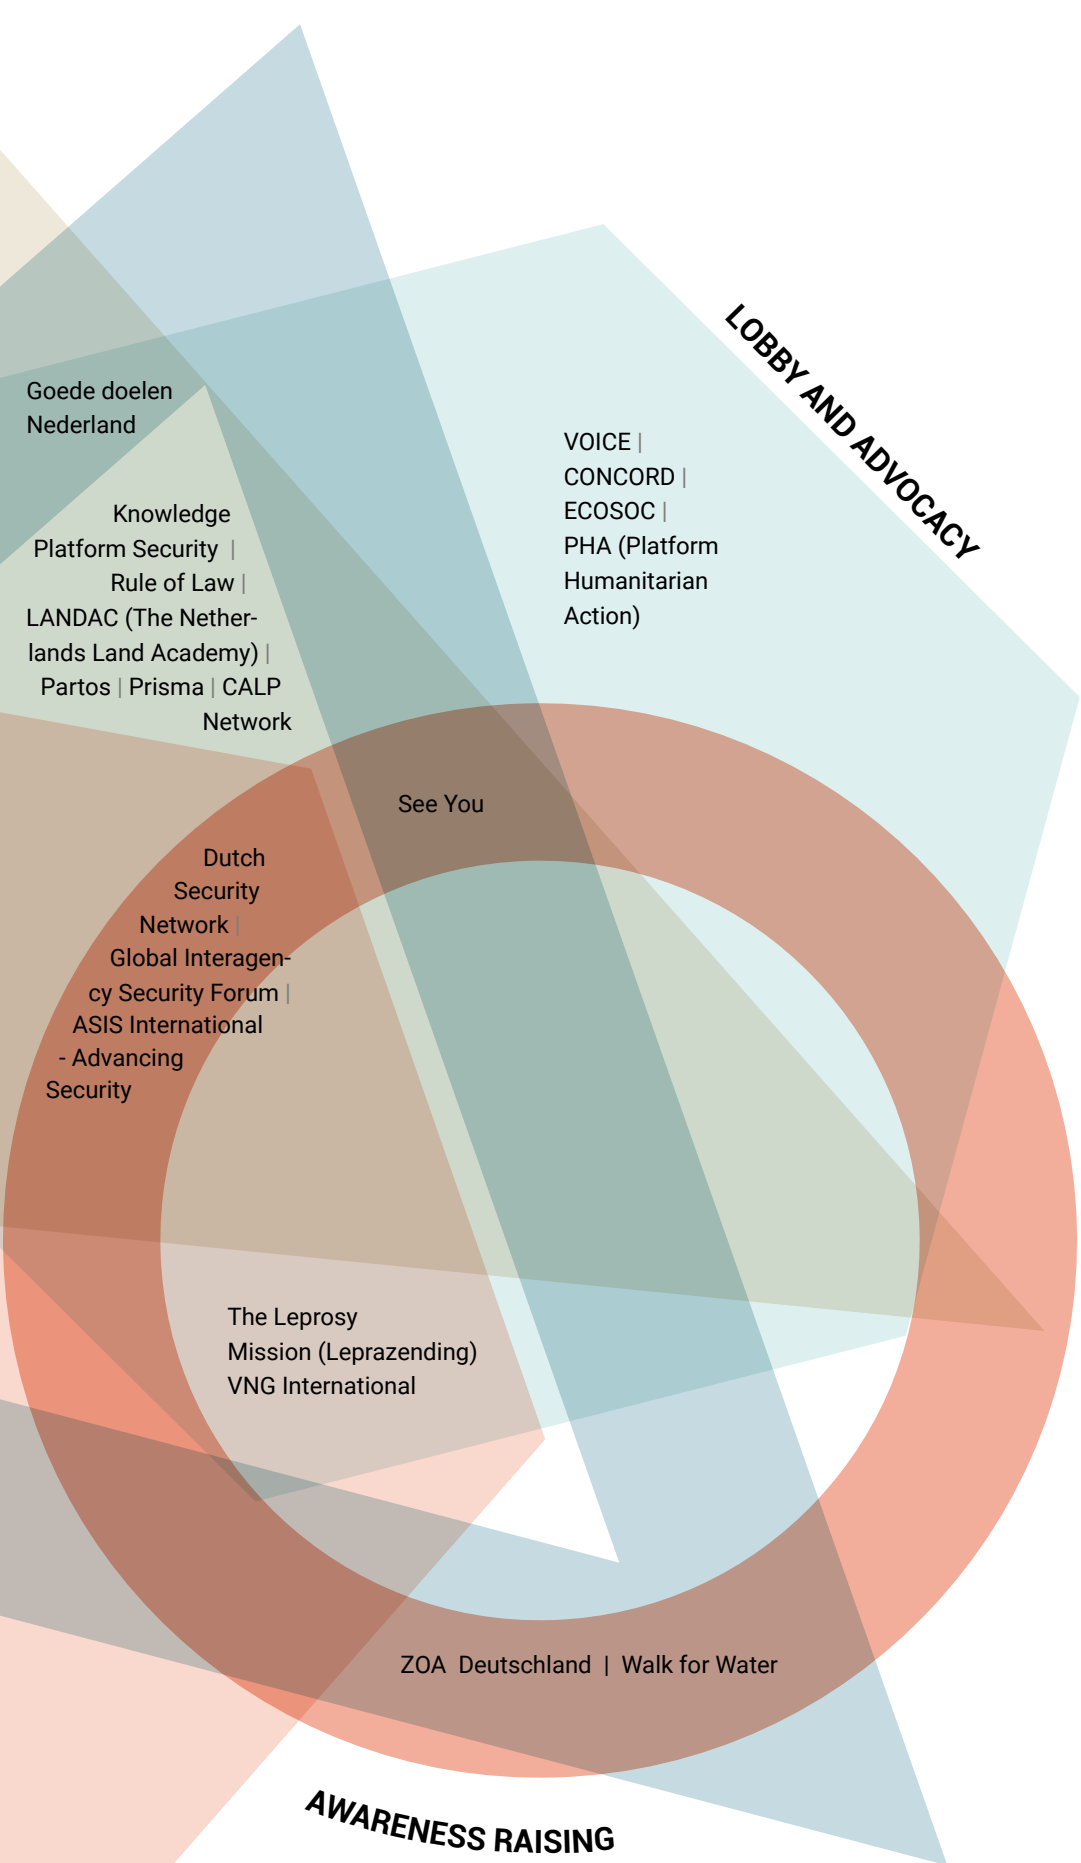 LOBBY AND ADVOCACY
Goede doelen
Nederland
VOICE |
CONCORD |
ECOSOC |
PHA (Platform
Humanitarian
Action)
Knowledge
Platform Security |
Rule of Law |
LANDAC (The Nether-
lands Land Academy) |
Partos | Prisma | CALP
Network
See You
Dutch
Security
Network |
Global Interagen-
cy Security Forum |
ASIS International
- Advancing
Security
The Leprosy
Mission (Leprazending)
VNG International
ZOA Deutschland | Walk for Water
AWARENESS RAISING